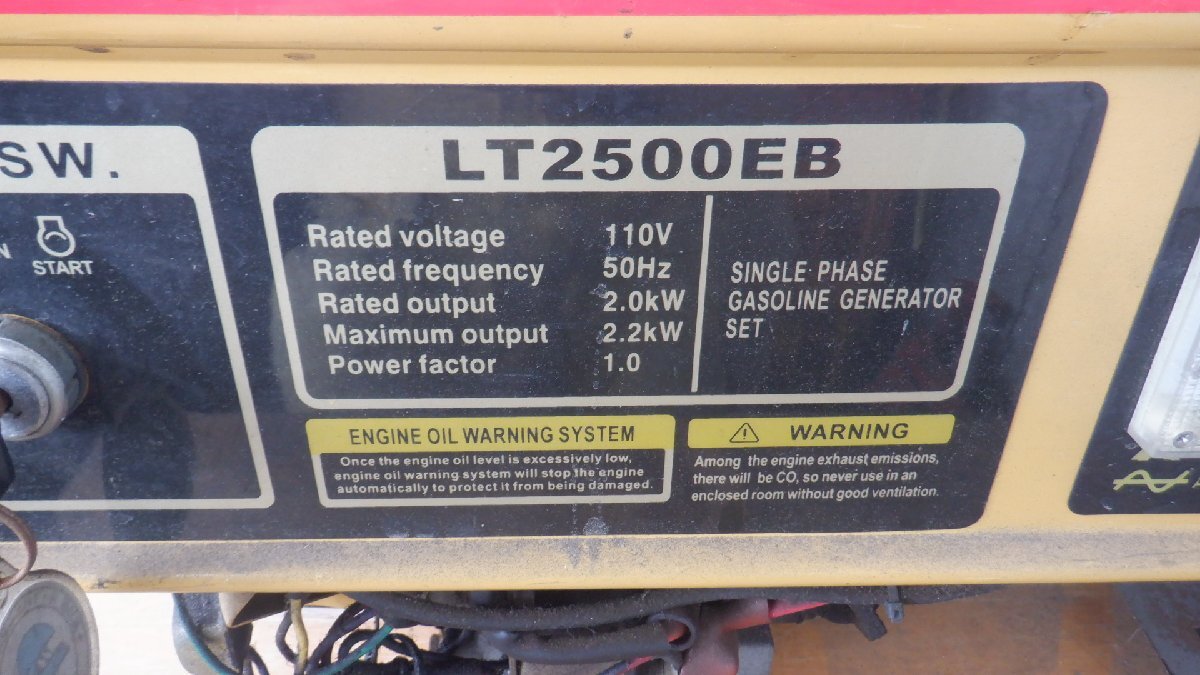 SW.
START
LT2500EB
Rated voltage 110V
Rated frequency 50Hz
Rated output 2.0kW
Maximum output 2.2kW
Power factor 1.0
SINGLE PHASE
GASOLINE GENERATOR
SET
ENGINE OIL WARNING SYSTEM
Once the engine oil level is excessively low,
engine oil warning system will stop the engine
automatically to protect it from being damaged.
WARNING
Among the engine exhaust emissions,
there will be CO, so never use in an
enclosed room without good ventilation.